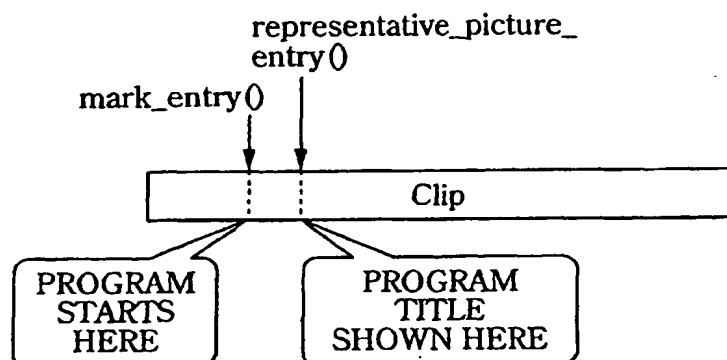 representative_picture_
entry()
mark_entry()
Clip
PROGRAM
STARTS
HERE
PROGRAM
TITLE
SHOWN HERE